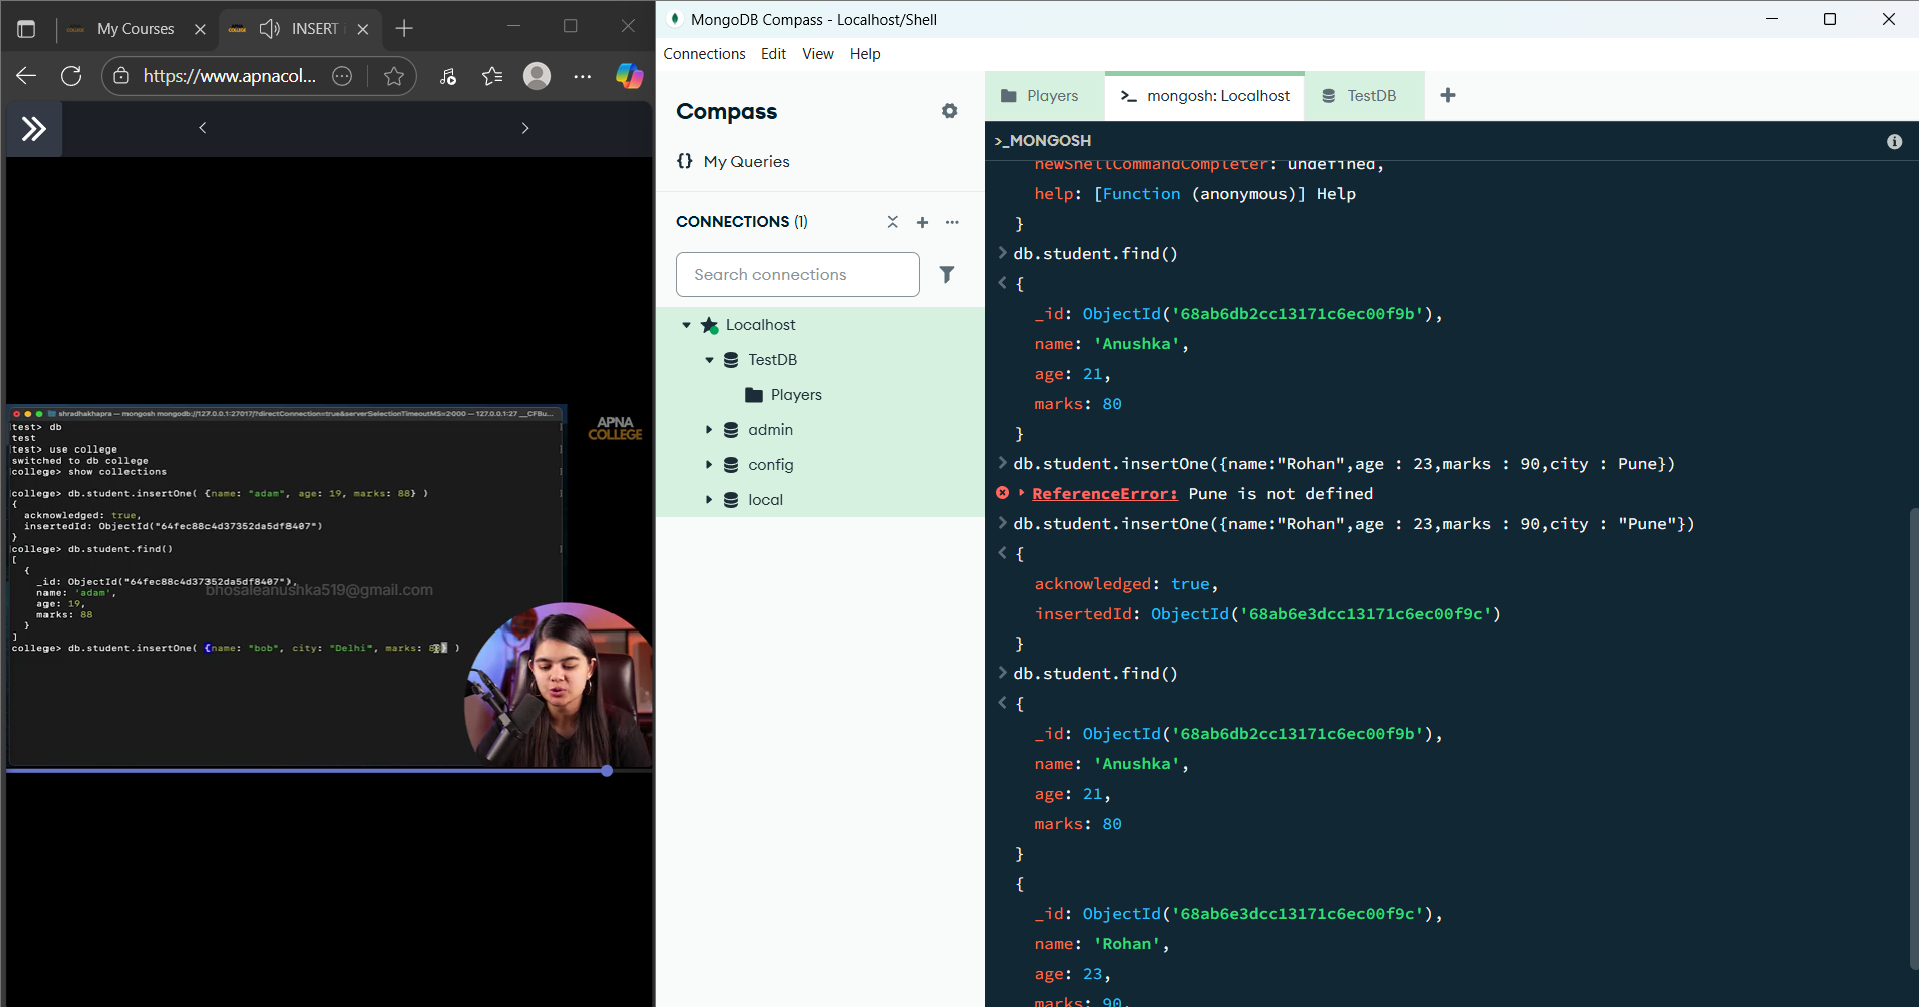 My Courses
INSERT
https://www.apnacol...
shradhakhapra — mongosh mongodb://127.0.0.1:27017/?directConnection=true&serverSelectionTimeoutMS=2000 — 127.0.0.1:27 __CFBu...
test> db
test
test> use college
switched to db college
college> show collections
college> db.student.insertOne( {name: "adam", age: 19, marks: 88} )
{
acknowledged: true,
insertedId: ObjectId("64fec88c4d37352da5df8407")
}
college> db.student.find()
[
{
_id: ObjectId("64fec88c4d37352da5df8407"),
name: 'adam',
age: 19,
marks: 88
}
]
college> db.student.insertOne( {name: "bob", city: "Delhi", marks: )
bhosaleanushka519@gmail.com
APNA
COLLEGE
MongoDB Compass - Localhost/Shell
Connections Edit View Help
Compass
{} My Queries
CONNECTIONS (1)
Search connections
Localhost
TestDB
Players
admin
config
local
Players
mongosh: Localhost
TestDB
>_MONGOSH
newShellCommandCompleter: undefined,
help: [Function (anonymous)] Help
}
> db.student.find()
< {
_id: ObjectId('68ab6db2cc13171c6ec00f9b'),
name: 'Anushka',
age: 21,
marks: 80
}
> db.student.insertOne({name:"Rohan",age : 23,marks : 90,city : Pune})
ReferenceError: Pune is not defined
> db.student.insertOne({name:"Rohan",age : 23,marks : 90,city : "Pune"})
< {
acknowledged: true,
insertedId: ObjectId('68ab6e3dcc13171c6ec00f9c')
}
> db.student.find()
< {
_id: ObjectId('68ab6db2cc13171c6ec00f9b'),
name: 'Anushka',
age: 21,
marks: 80
}
{
_id: ObjectId('68ab6e3dcc13171c6ec00f9c'),
name: 'Rohan',
age: 23,
marks: 90,